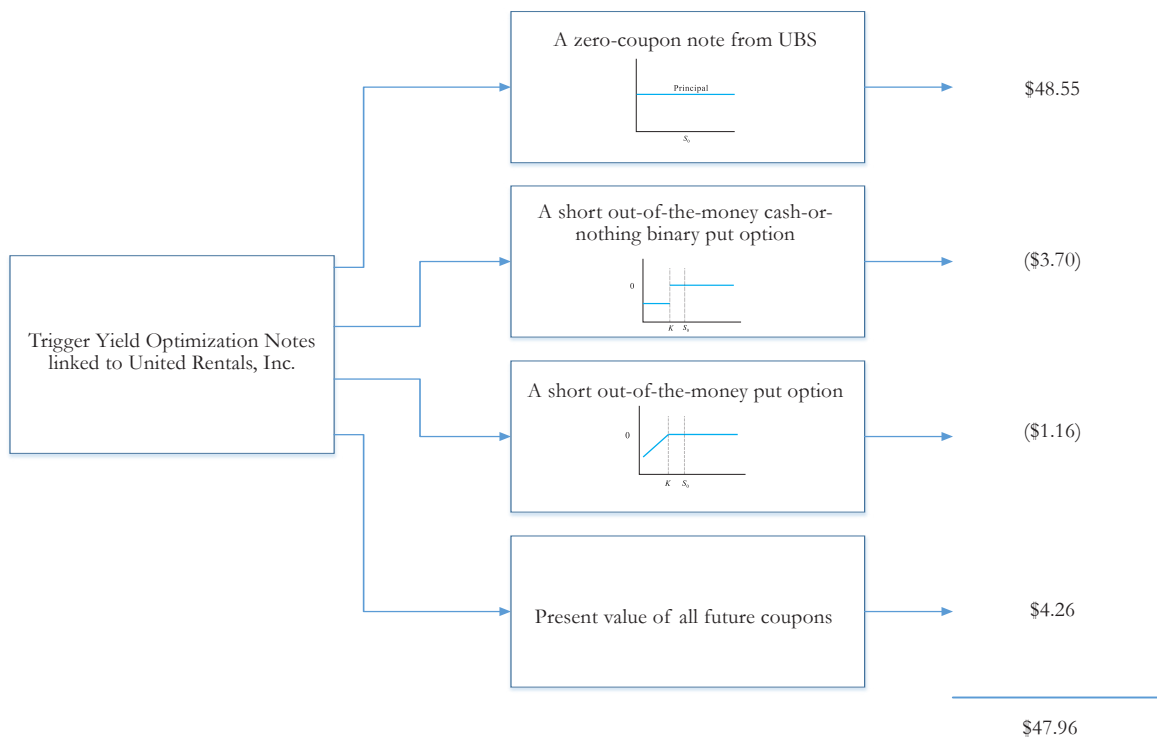 Trigger Yield Optimization Notes
linked to United Rentals, Inc.
A zero-coupon note from UBS
Principal
S₀
$48.55
A short out-of-the-money cash-or-
nothing binary put option
0
K S₀
($3.70)
A short out-of-the-money put option
0
K S₀
($1.16)
Present value of all future coupons
$4.26
$47.96